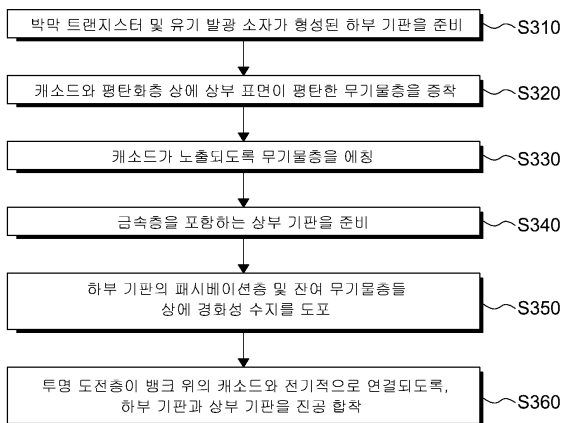 박막 트랜지스터 및 유기 발광 소자가 형성된 하부 기판을 준비
S310
캐소드와 평탄화층 상에 상부 표면이 평탄한 무기물층을 증착
S320
캐소드가 노출되도록 무기물층을 에칭
S330
금속층을 포함하는 상부 기판을 준비
S340
하부 기판의 패시베이션층 및 잔여 무기물층들
상에 경화성 수지를 도포
S350
투명 도전층이 뱅크 위의 캐소드와 전기적으로 연결되도록,
하부 기판과 상부 기판을 진공 합착
S360